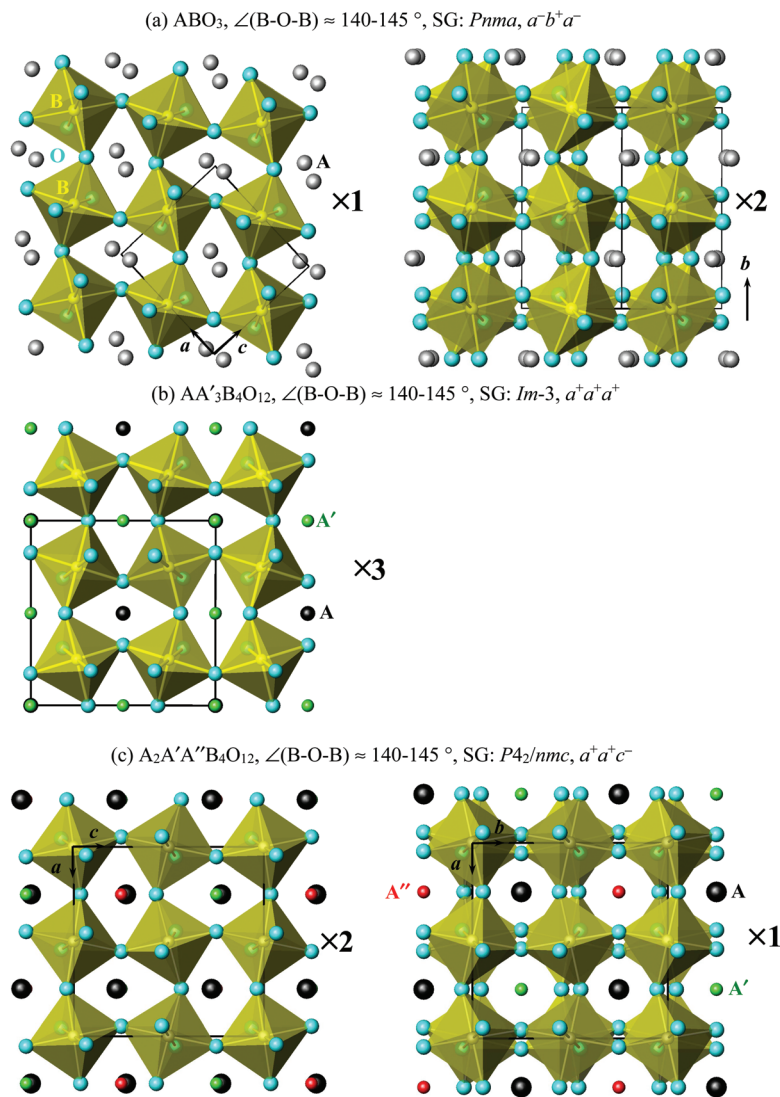 (a) ABO₃, ∠(B-O-B) ≈ 140-145 °, SG: Pnma, a⁻b⁺a⁻
B
O
A
B
×1
×2
b
a
c
(b) AA′₃B₄O₁₂, ∠(B-O-B) ≈ 140-145 °, SG: Im-3, a⁺a⁺a⁺
A′
×3
A
(c) A₂A′A″B₄O₁₂, ∠(B-O-B) ≈ 140-145 °, SG: P4₂/nmc, a⁺a⁺c⁻
c
a
×2
b
a
A″
A
×1
A′